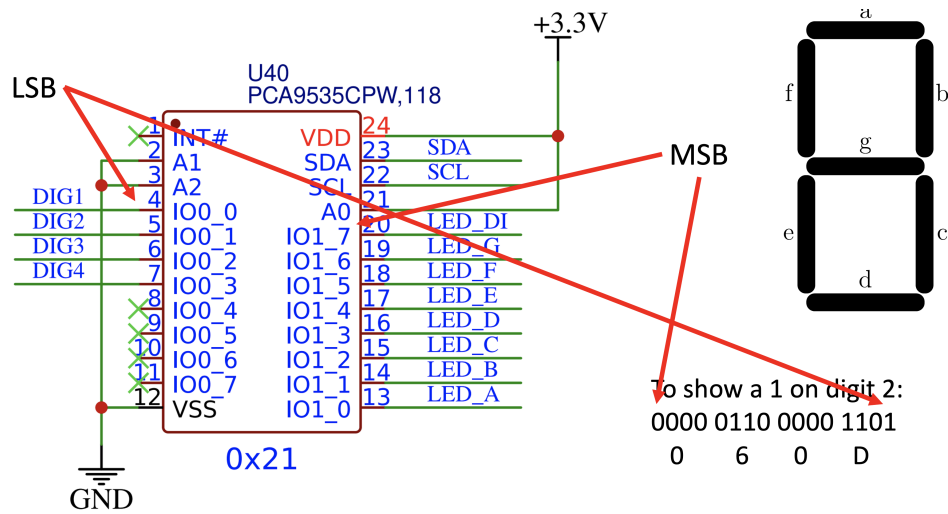 +3.3V
a
f
b
g
e
c
d
LSB
MSB
U40
PCA9535CPW,118
1 INT#
2 A1
3 A2
DIG1 4 IO0_0
DIG2 5 IO0_1
DIG3 6 IO0_2
DIG4 7 IO0_3
8 IO0_4
9 IO0_5
10 IO0_6
11 IO0_7
12 VSS
VDD 24
SDA 23 SDA
SCL 22 SCL
A0 21
IO1_7 20 LED_DI
IO1_6 19 LED_G
IO1_5 18 LED_F
IO1_4 17 LED_E
IO1_3 16 LED_D
IO1_2 15 LED_C
IO1_1 14 LED_B
IO1_0 13 LED_A
0x21
GND
To show a 1 on digit 2:
0000 0110 0000 1101
0 6 0 D